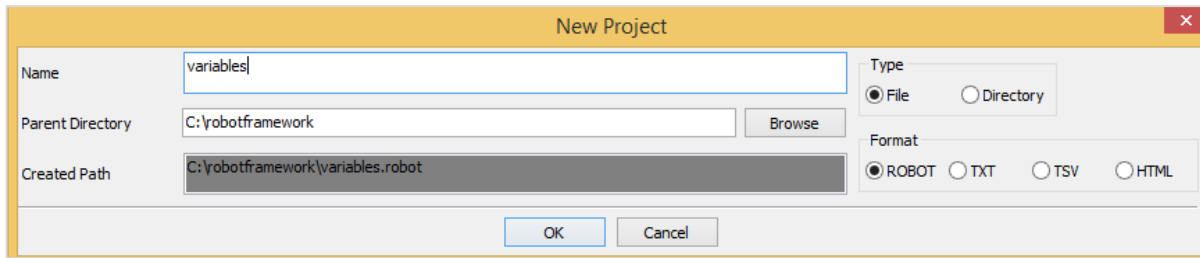 New Project
Name
variables
Type
File
Directory
Parent Directory
C:\robotframework
Browse
Format
Created Path
C:\robotframework\variables.robot
ROBOT
TXT
TSV
HTML
OK
Cancel